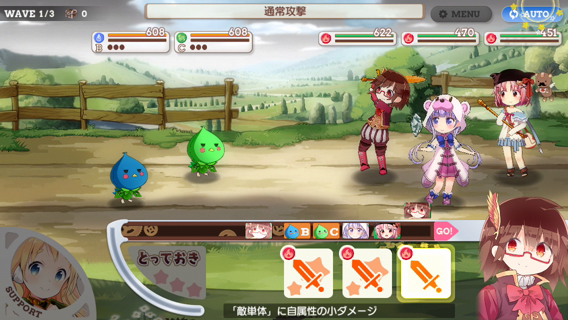 WAVE 1/3 0
通常攻撃
MENU
AUTO
B 608
C 608
622
470
451
B C GO!
とっておき
SUPPORT
「敵単体」に自属性の小ダメージ